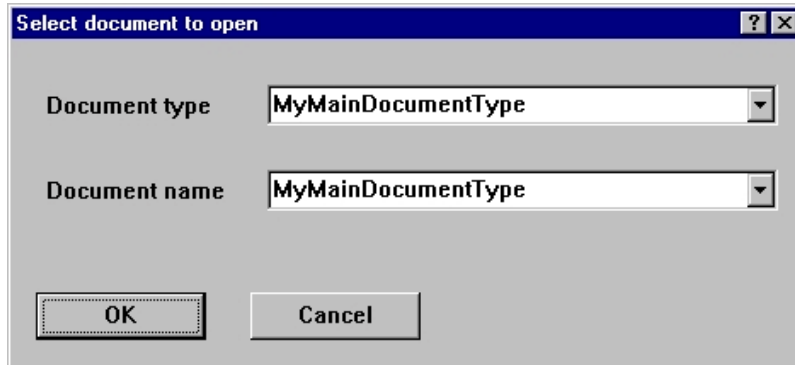 Select document to open
Document type MyMainDocumentType
Document name MyMainDocumentType
OK Cancel